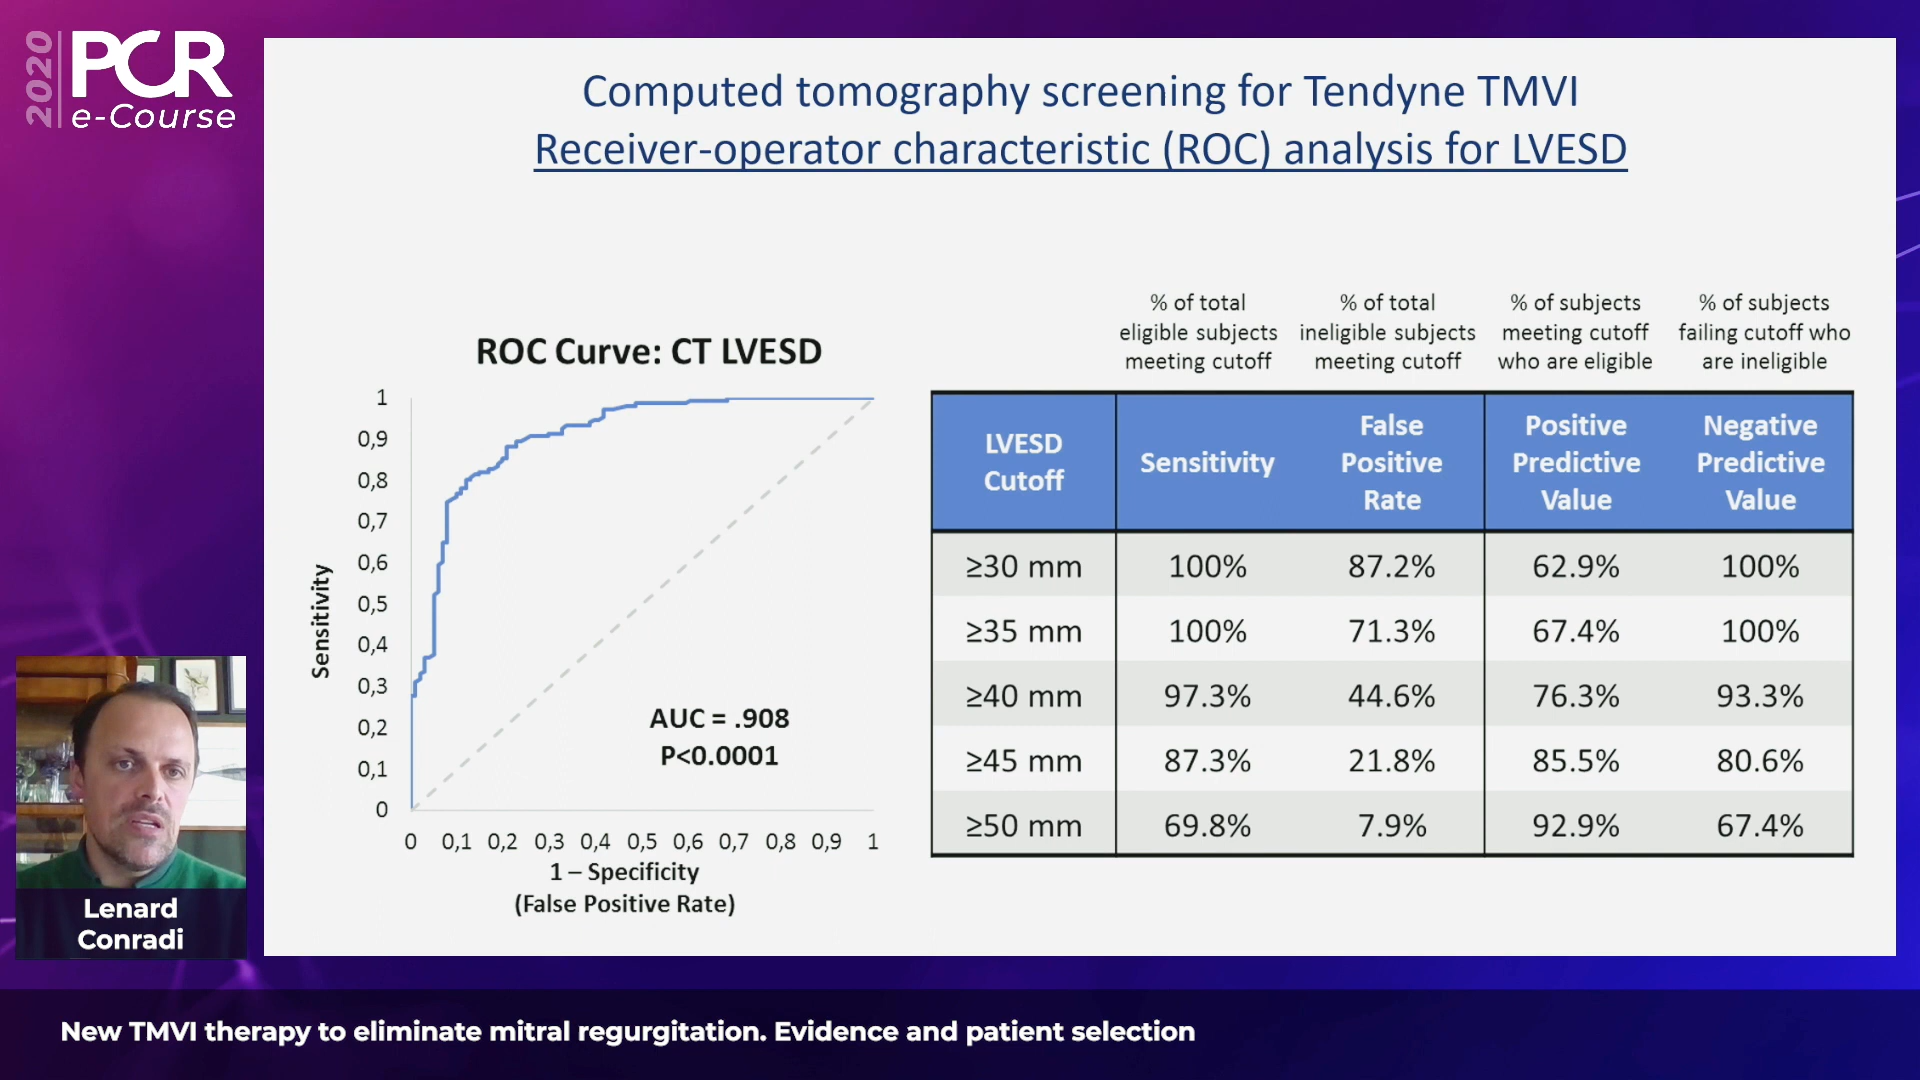 2020
PCR
e-Course
Computed tomography screening for Tendyne TMVI
Receiver-operator characteristic (ROC) analysis for LVESD
ROC Curve: CT LVESD
1
0,9
0,8
0,7
0,6
0,5
0,4
0,3
0,2
0,1
0
Sensitivity
AUC = .908
P<0.0001
0 0,1 0,2 0,3 0,4 0,5 0,6 0,7 0,8 0,9 1
1 – Specificity
(False Positive Rate)
% of total
eligible subjects
meeting cutoff
% of total
ineligible subjects
meeting cutoff
% of subjects
meeting cutoff
who are eligible
% of subjects
failing cutoff who
are ineligible
LVESD
Cutoff
Sensitivity
False
Positive
Rate
Positive
Predictive
Value
Negative
Predictive
Value
≥30 mm 100% 87.2% 62.9% 100%
≥35 mm 100% 71.3% 67.4% 100%
≥40 mm 97.3% 44.6% 76.3% 93.3%
≥45 mm 87.3% 21.8% 85.5% 80.6%
≥50 mm 69.8% 7.9% 92.9% 67.4%
Lenard
Conradi
New TMVI therapy to eliminate mitral regurgitation. Evidence and patient selection